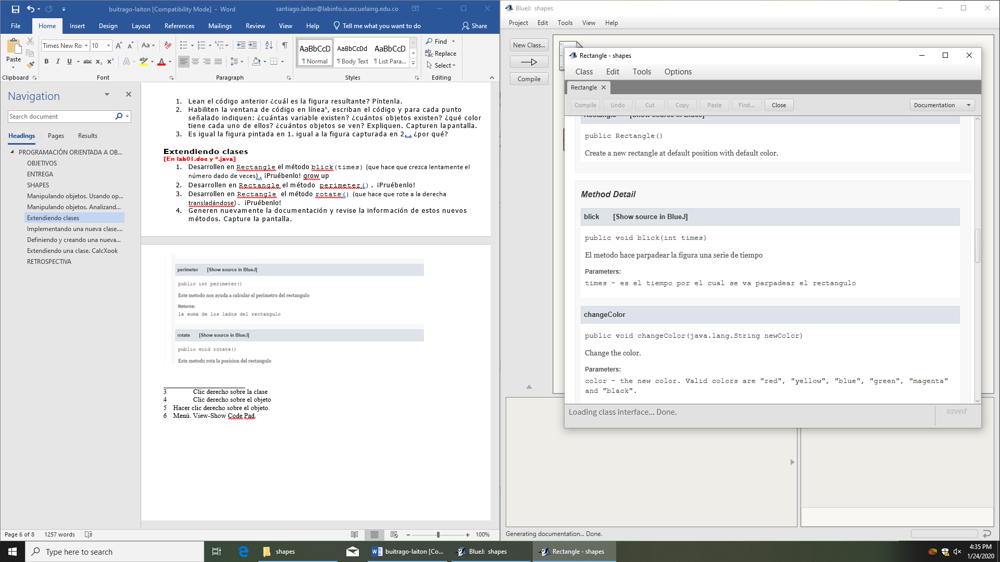 buitrago-laiton [Compatibility Mode] - Word
santiago.laiton@labinfo.is.escuelaing.edu.co
File Home Insert Design Layout References Mailings Review View Help Tell me what you want to do Share
Paste
Clipboard
Times New Ro 10
Aa
B I U abc x₂ x²
Font
Paragraph
AaBbCcD AaBbCcDd AaBbCcD
¶ Normal ¶ Body Text ¶ List Para...
Styles
Find
Replace
Select
Editing
Navigation
Search document
Headings Pages Results
PROGRAMACIÓN ORIENTADA A OB...
OBJETIVOS
ENTREGA
SHAPES
Manipulando objetos. Usando op...
Manipulando objetos. Analizand...
Extendiendo clases
Implementando una nueva clase....
Definiendo y creando una nueva...
Extendiendo una clase. CalcXook
RETROSPECTIVA
1. Lean el código anterior ¿cuál es la figura resultante? Píntenla.
2. Habiliten la ventana de código en línea⁶, escriban el código y para cada punto
señalado indiquen: ¿cuántas variable existen? ¿cuántos objetos existen? ¿qué color
tiene cada uno de ellos? ¿cuántos objetos se ven? Expliquen. Capturen la pantalla.
3. Es igual la figura pintada en 1. igual a la figura capturada en 2. , ¿por qué?
Extendiendo clases
[En lab01.doc y *.java]
1. Desarrollen en Rectangle el método blick(times) (que hace que crezca lentamente el
número dado de veces). ¡Pruébenlo! grow up
2. Desarrollen en Rectangle el método perimeter() . ¡Pruébenlo!
3. Desarrollen en Rectangle el método rotate() (que hace que rote a la derecha
transladándose) . ¡Pruébenlo!
4. Generen nuevamente la documentación y revise la información de estos nuevos
métodos. Capture la pantalla.
perimeter [Show source in BlueJ]
public int perimeter()
Este metodo nos ayuda a calcular el perimetro del rectangulo
Returns:
la suma de los lados del rectangulo
rotate [Show source in BlueJ]
public void rotate()
Este metodo rota la posicion del rectangulo
3 Clic derecho sobre la clase
4 Clic derecho sobre el objeto
5 Hacer clic derecho sobre el objeto.
6 Menú. View-Show Code Pad.
Page 6 of 8 1257 words
100%
BlueJ: shapes
Project Edit Tools View Help
New Class...
Compile
Rectangle - shapes
Class Edit Tools Options
Rectangle
Compile Undo Cut Copy Paste Find... Close Documentation
Rectangle [Show source in BlueJ]
public Rectangle()
Create a new rectangle at default position with default color.
Method Detail
blick [Show source in BlueJ]
public void blick(int times)
El metodo hace parpadear la figura una serie de tiempo
Parameters:
times - es el tiempo por el cual se va parpadear el rectangulo
changeColor
public void changeColor(java.lang.String newColor)
Change the color.
Parameters:
color - the new color. Valid colors are "red", "yellow", "blue", "green", "magenta"
and "black".
Loading class interface... Done.
saved
Generating documentation... Done.
Type here to search
shapes
buitrago-laiton [Co...
BlueJ: shapes
Rectangle - shapes
4:35 PM
1/24/2020